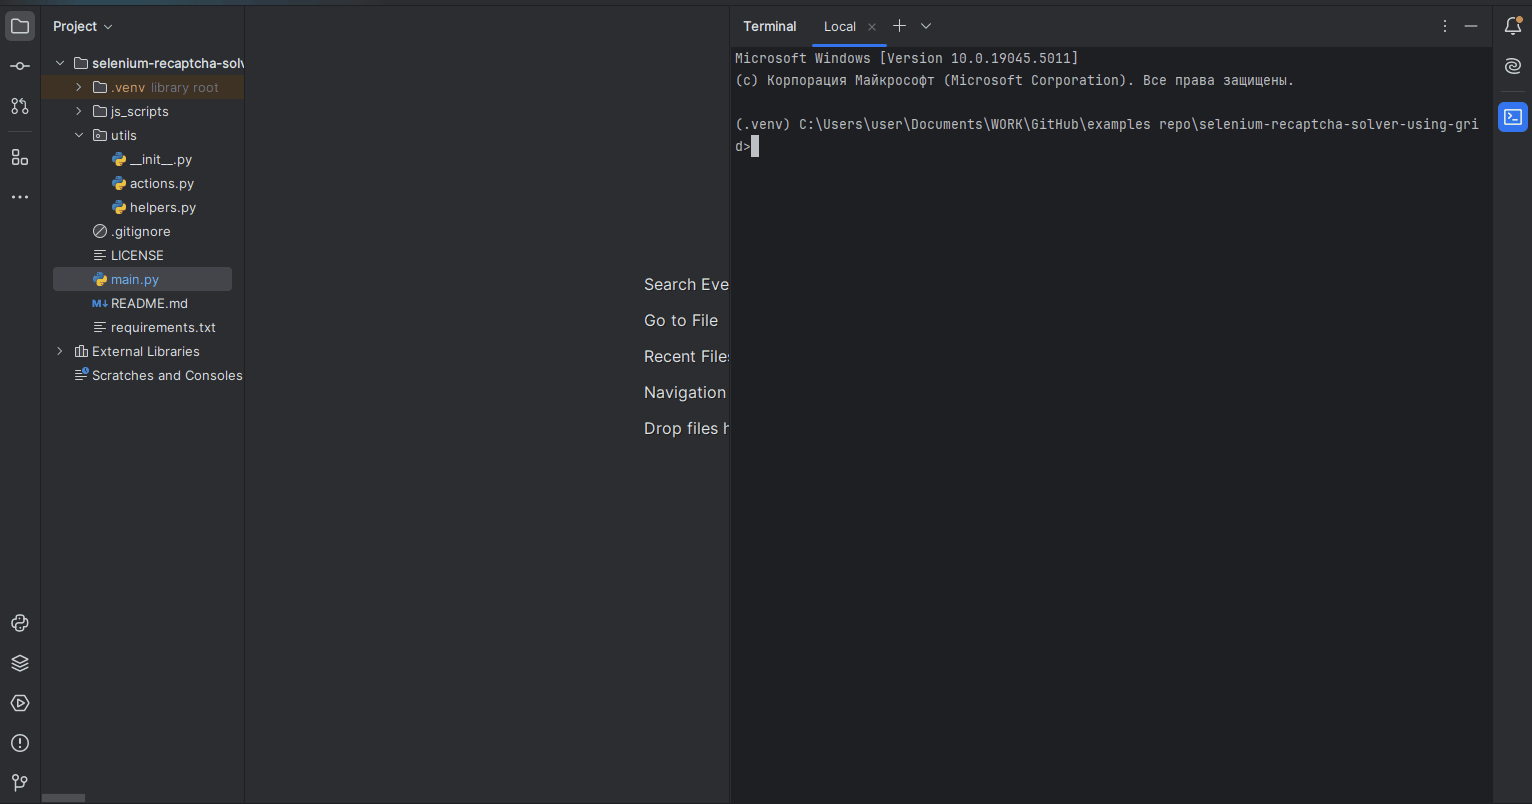 Project
selenium-recaptcha-solv
.venv library root
js_scripts
utils
__init__.py
actions.py
helpers.py
.gitignore
LICENSE
main.py
M↓ README.md
requirements.txt
External Libraries
Scratches and Consoles
Search Eve
Go to File
Recent Files
Navigation
Drop files h
Terminal
Local
Microsoft Windows [Version 10.0.19045.5011]
(c) Корпорация Майкрософт (Microsoft Corporation). Все права защищены.
(.venv) C:\Users\user\Documents\WORK\GitHub\examples repo\selenium-recaptcha-solver-using-gri
d>